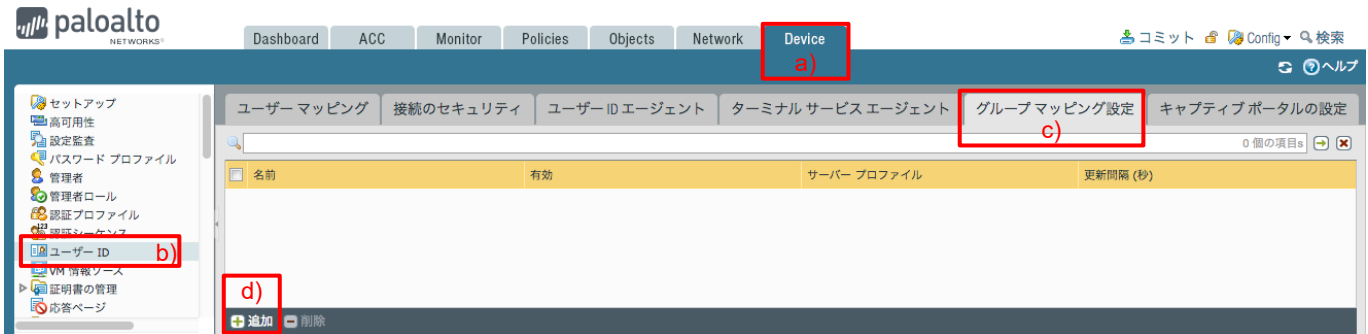 paloalto
NETWORKS®
Dashboard ACC Monitor Policies Objects Network Device
a)
コミット Config 検索
ヘルプ
セットアップ
高可用性
設定監査
パスワード プロファイル
管理者
管理者ロール
認証プロファイル
認証シーケンス
ユーザー ID b)
VM 情報ソース
証明書の管理
応答ページ
ユーザー マッピング 接続のセキュリティ ユーザー ID エージェント ターミナル サービス エージェント グループ マッピング設定 キャプティブ ポータルの設定
c)
0 個の項目s
名前 有効 サーバー プロファイル 更新間隔 (秒)
d)
追加 削除